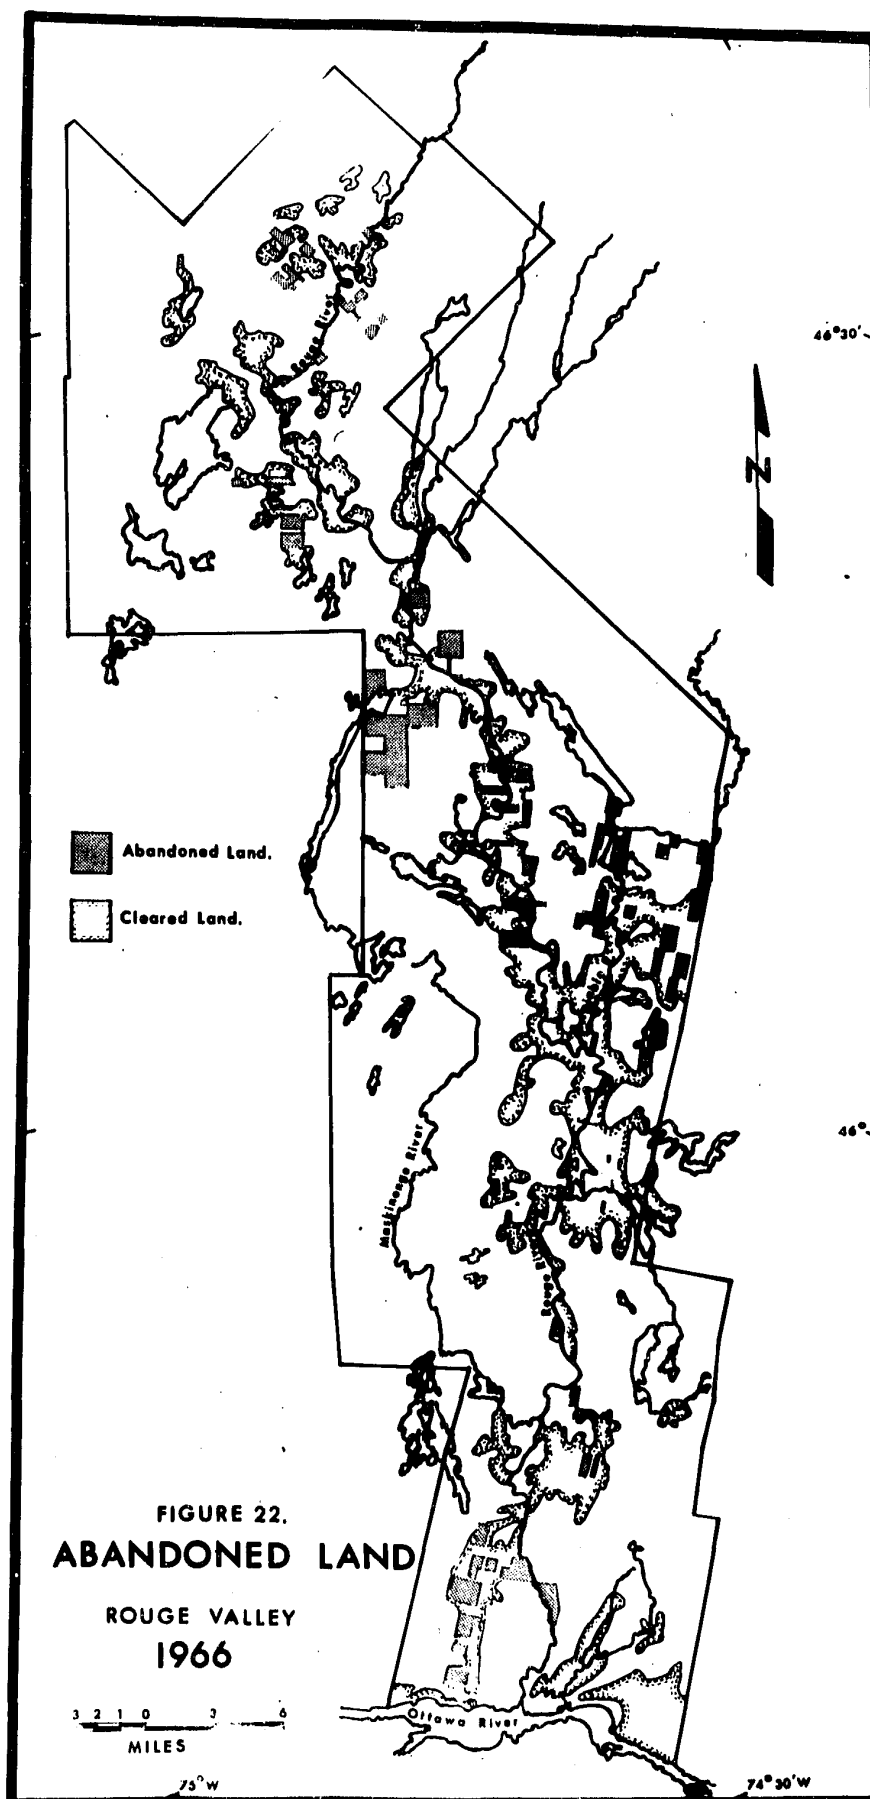 46°30'
Rouge River
N
Abandoned Land.
Cleared Land.
Maskinonge River
46°
Rouge River
FIGURE 22.
ABANDONED LAND
ROUGE VALLEY
1966
3 2 1 0 3 6
MILES
Ottawa River
75°W
74°30'W